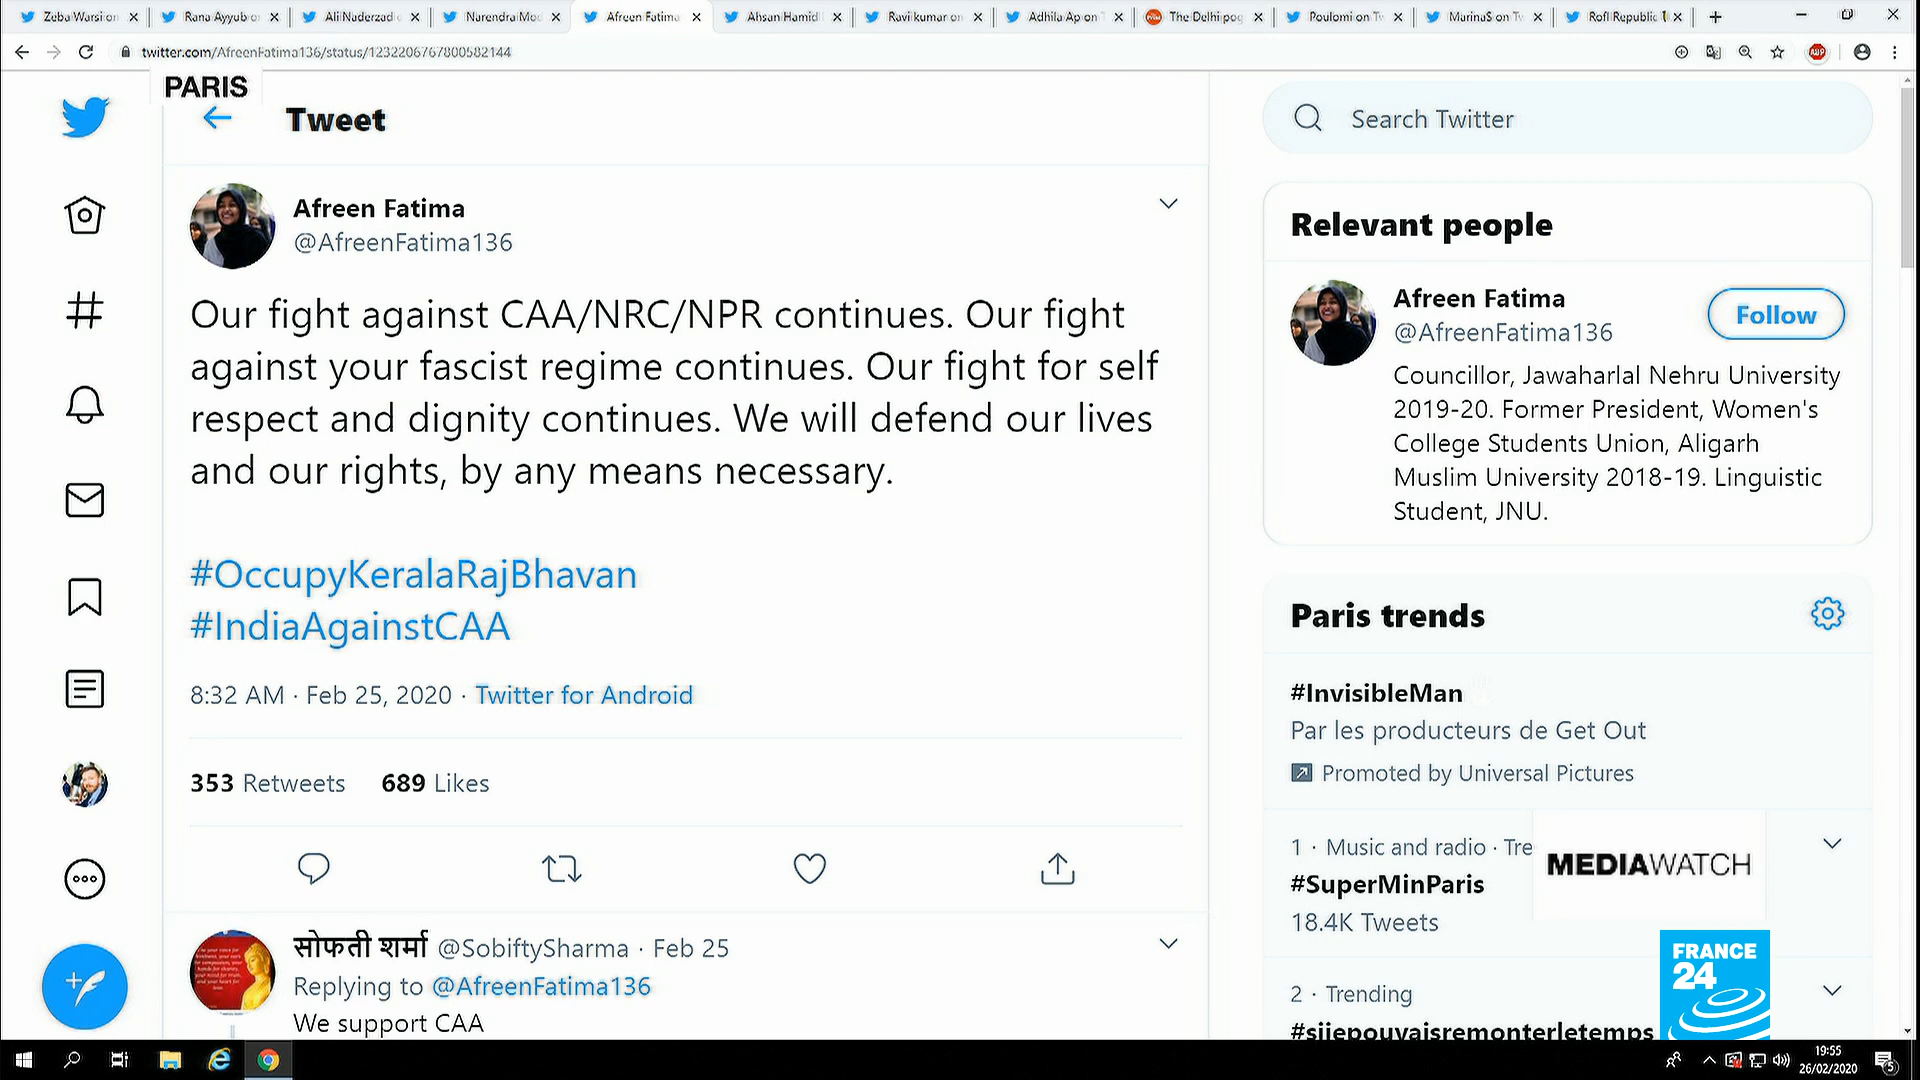 Zeba Warsi on
Rana Ayyub o
Ali Naderzad
Narendra Mod
Afreen Fatima
Ahsan Hamid
Ravi kumar on
Adhila Ap on T
The Delhi pog
Poulomi on Tw
MarinaS on Tw
Rofl Republic
twitter.com/AfreenFatima136/status/1232206767800582144
ABP
PARIS
Tweet
Afreen Fatima
@AfreenFatima136
Our fight against CAA/NRC/NPR continues. Our fight
against your fascist regime continues. Our fight for self
respect and dignity continues. We will defend our lives
and our rights, by any means necessary.
#OccupyKeralaRajBhavan
#IndiaAgainstCAA
8:32 AM · Feb 25, 2020 · Twitter for Android
353 Retweets 689 Likes
सोफती शर्मा @SobiftySharma · Feb 25
Replying to @AfreenFatima136
We support CAA
Search Twitter
Relevant people
Afreen Fatima
@AfreenFatima136
Follow
Councillor, Jawaharlal Nehru University
2019-20. Former President, Women's
College Students Union, Aligarh
Muslim University 2018-19. Linguistic
Student, JNU.
Paris trends
#InvisibleMan
Par les producteurs de Get Out
Promoted by Universal Pictures
1 · Music and radio · Tre
#SuperMinParis
18.4K Tweets
MEDIAWATCH
2 · Trending
#sijepouvaisremonterletemps
FRANCE
24
19:55
26/02/2020
5